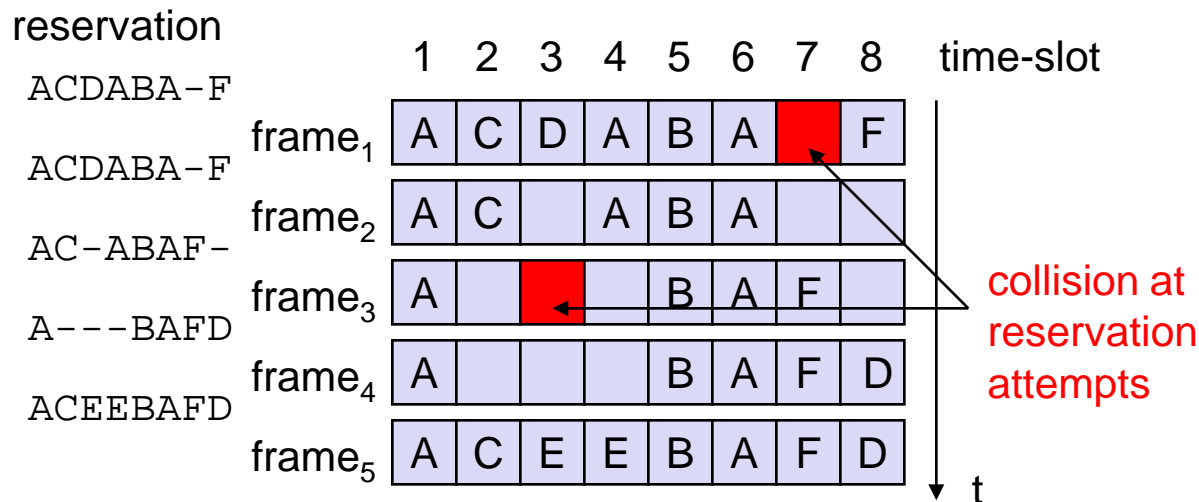 reservation
1 2 3 4 5 6 7 8 time-slot
ACDABA-F
frame1 A C D A B A F
ACDABA-F
frame2 A C A B A
AC-ABAF-
frame3 A B A F
collision at
reservation
attempts
A---BAFD
frame4 A B A F D
ACEEBAFD
frame5 A C E E B A F D
t